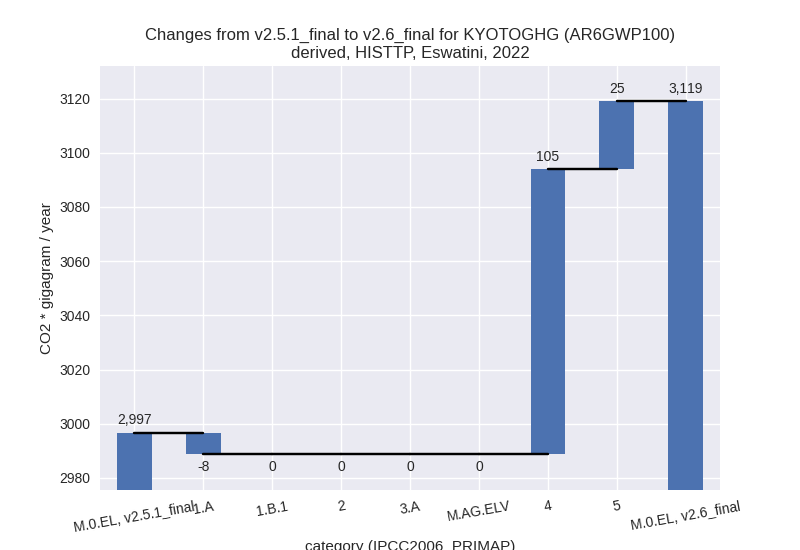 Changes from v2.5.1_final to v2.6_final for KYOTOGHG (AR6GWP100)
derived, HISTTP, Eswatini, 2022
CO2 * gigagram / year
3120
3100
3080
3060
3040
3020
3000
2980
2,997
-8
0
0
0
0
105
25
3,119
M.0.EL, v2.5.1_final
1.A
1.B.1
2
3.A
M.AG.ELV
4
5
M.0.EL, v2.6_final
category (IPCC2006_PRIMAP)